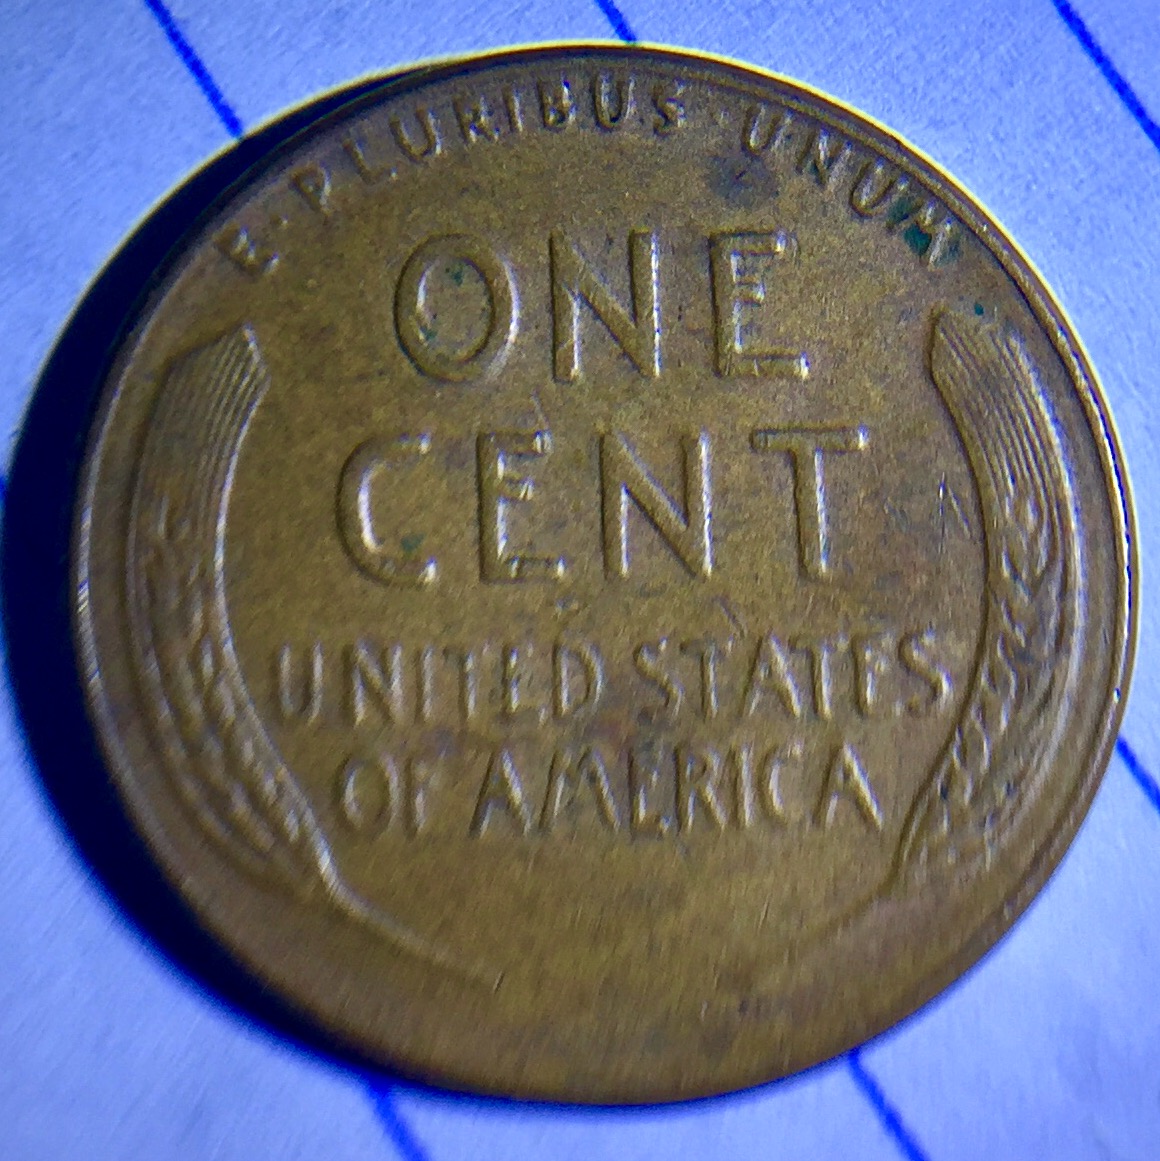 E · PLURIBUS · UNUM
ONE
CENT
UNITED STATES
OF AMERICA